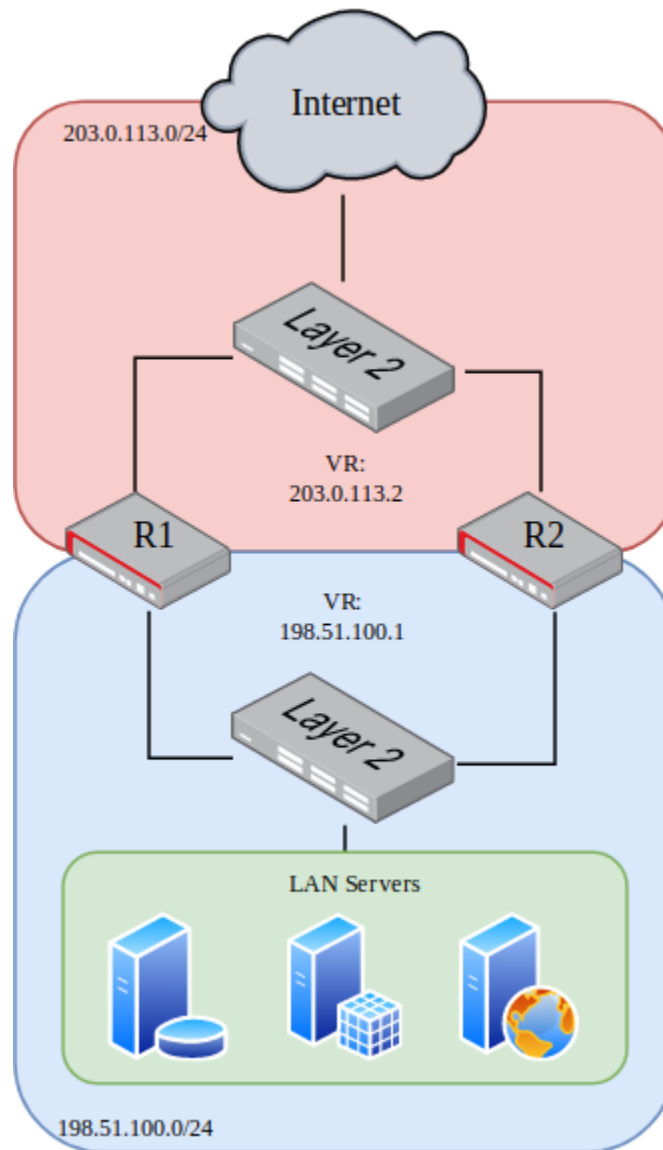 Internet
203.0.113.0/24
Layer 2
VR:
203.0.113.2
R1
R2
VR:
198.51.100.1
Layer 2
LAN Servers
198.51.100.0/24